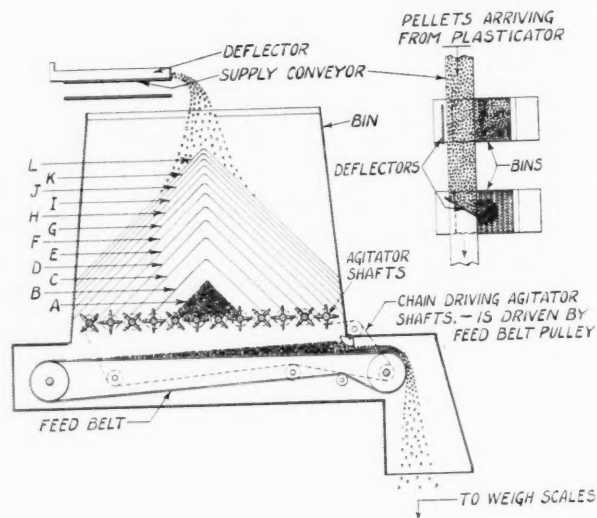 DEFLECTOR
SUPPLY CONVEYOR
BIN
L
K
J
I
H
G
F
E
D
C
B
A
AGITATOR
SHAFTS
CHAIN DRIVING AGITATOR
SHAFTS.-IS DRIVEN BY
FEED BELT PULLEY
FEED BELT
TO WEIGH SCALES
PELLETS ARRIVING
FROM PLASTICATOR
DEFLECTORS
BINS